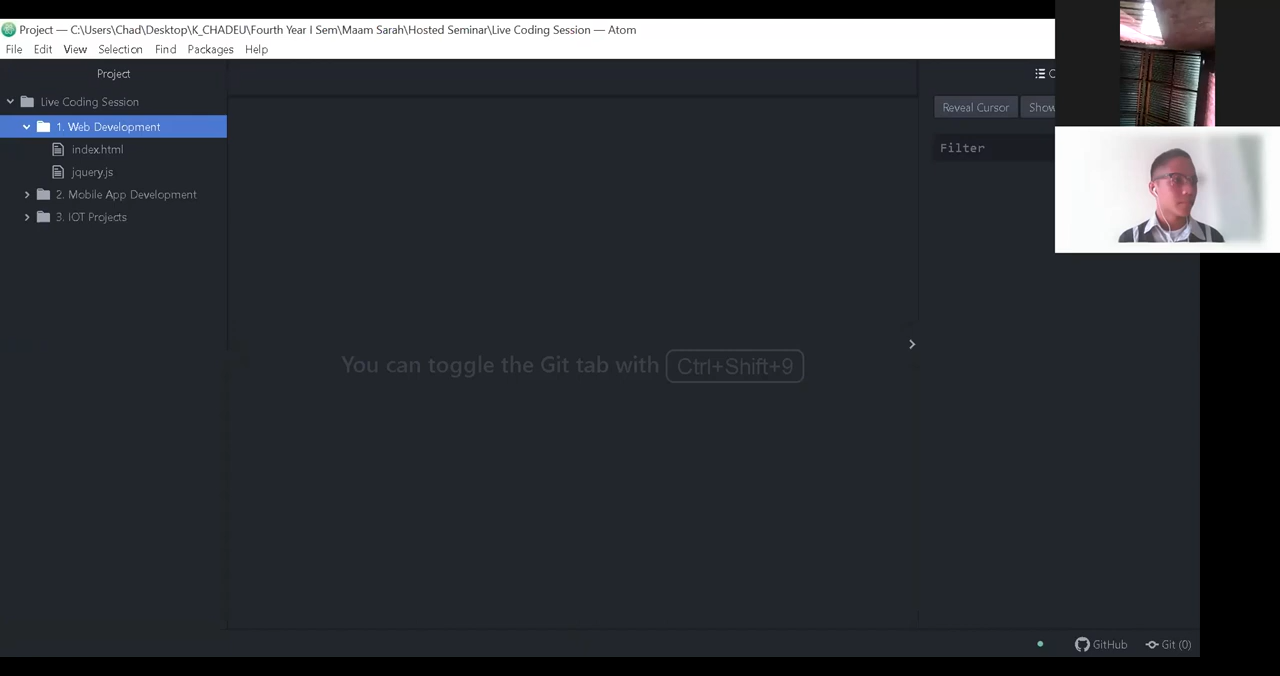 Project — C:\Users\Chad\Desktop\K_CHADEU\Fourth Year I Sem\Maam Sarah\Hosted Seminar\Live Coding Session — Atom
File Edit View Selection Find Packages Help
Project
Live Coding Session
1. Web Development
index.html
jquery.js
2. Mobile App Development
3. IOT Projects
You can toggle the Git tab with Ctrl+Shift+9
Reveal Cursor Show
Filter
GitHub Git (0)